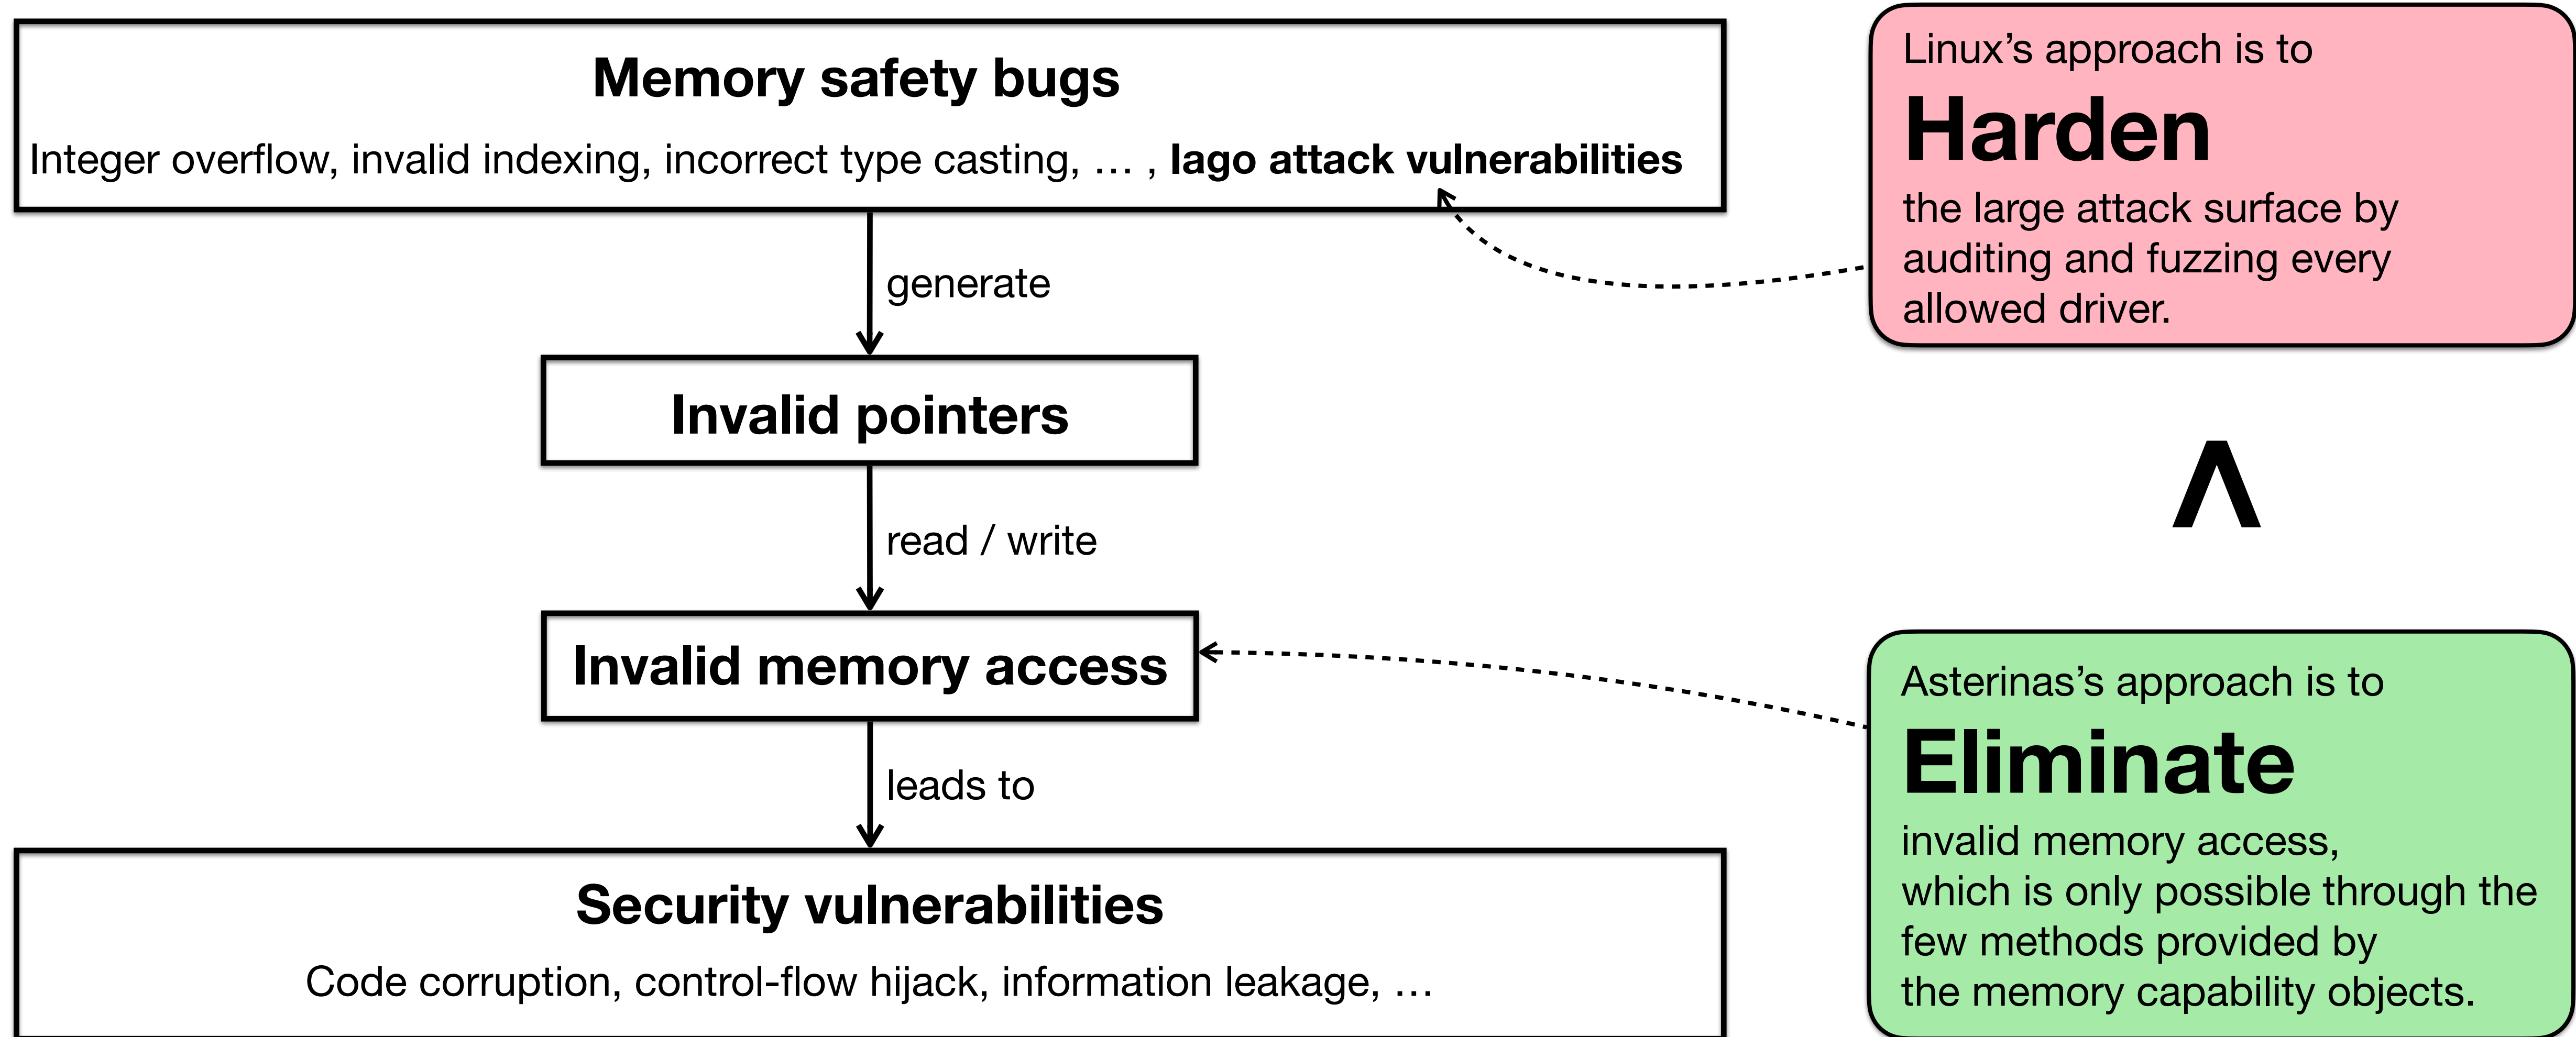 Memory safety bugs
Integer overflow, invalid indexing, incorrect type casting, … , Iago attack vulnerabilities
generate
Invalid pointers
read / write
Invalid memory access
leads to
Security vulnerabilities
Code corruption, control-flow hijack, information leakage, …
Linux’s approach is to
Harden
the large attack surface by
auditing and fuzzing every
allowed driver.
<
Asterinas’s approach is to
Eliminate
invalid memory access,
which is only possible through the
few methods provided by
the memory capability objects.